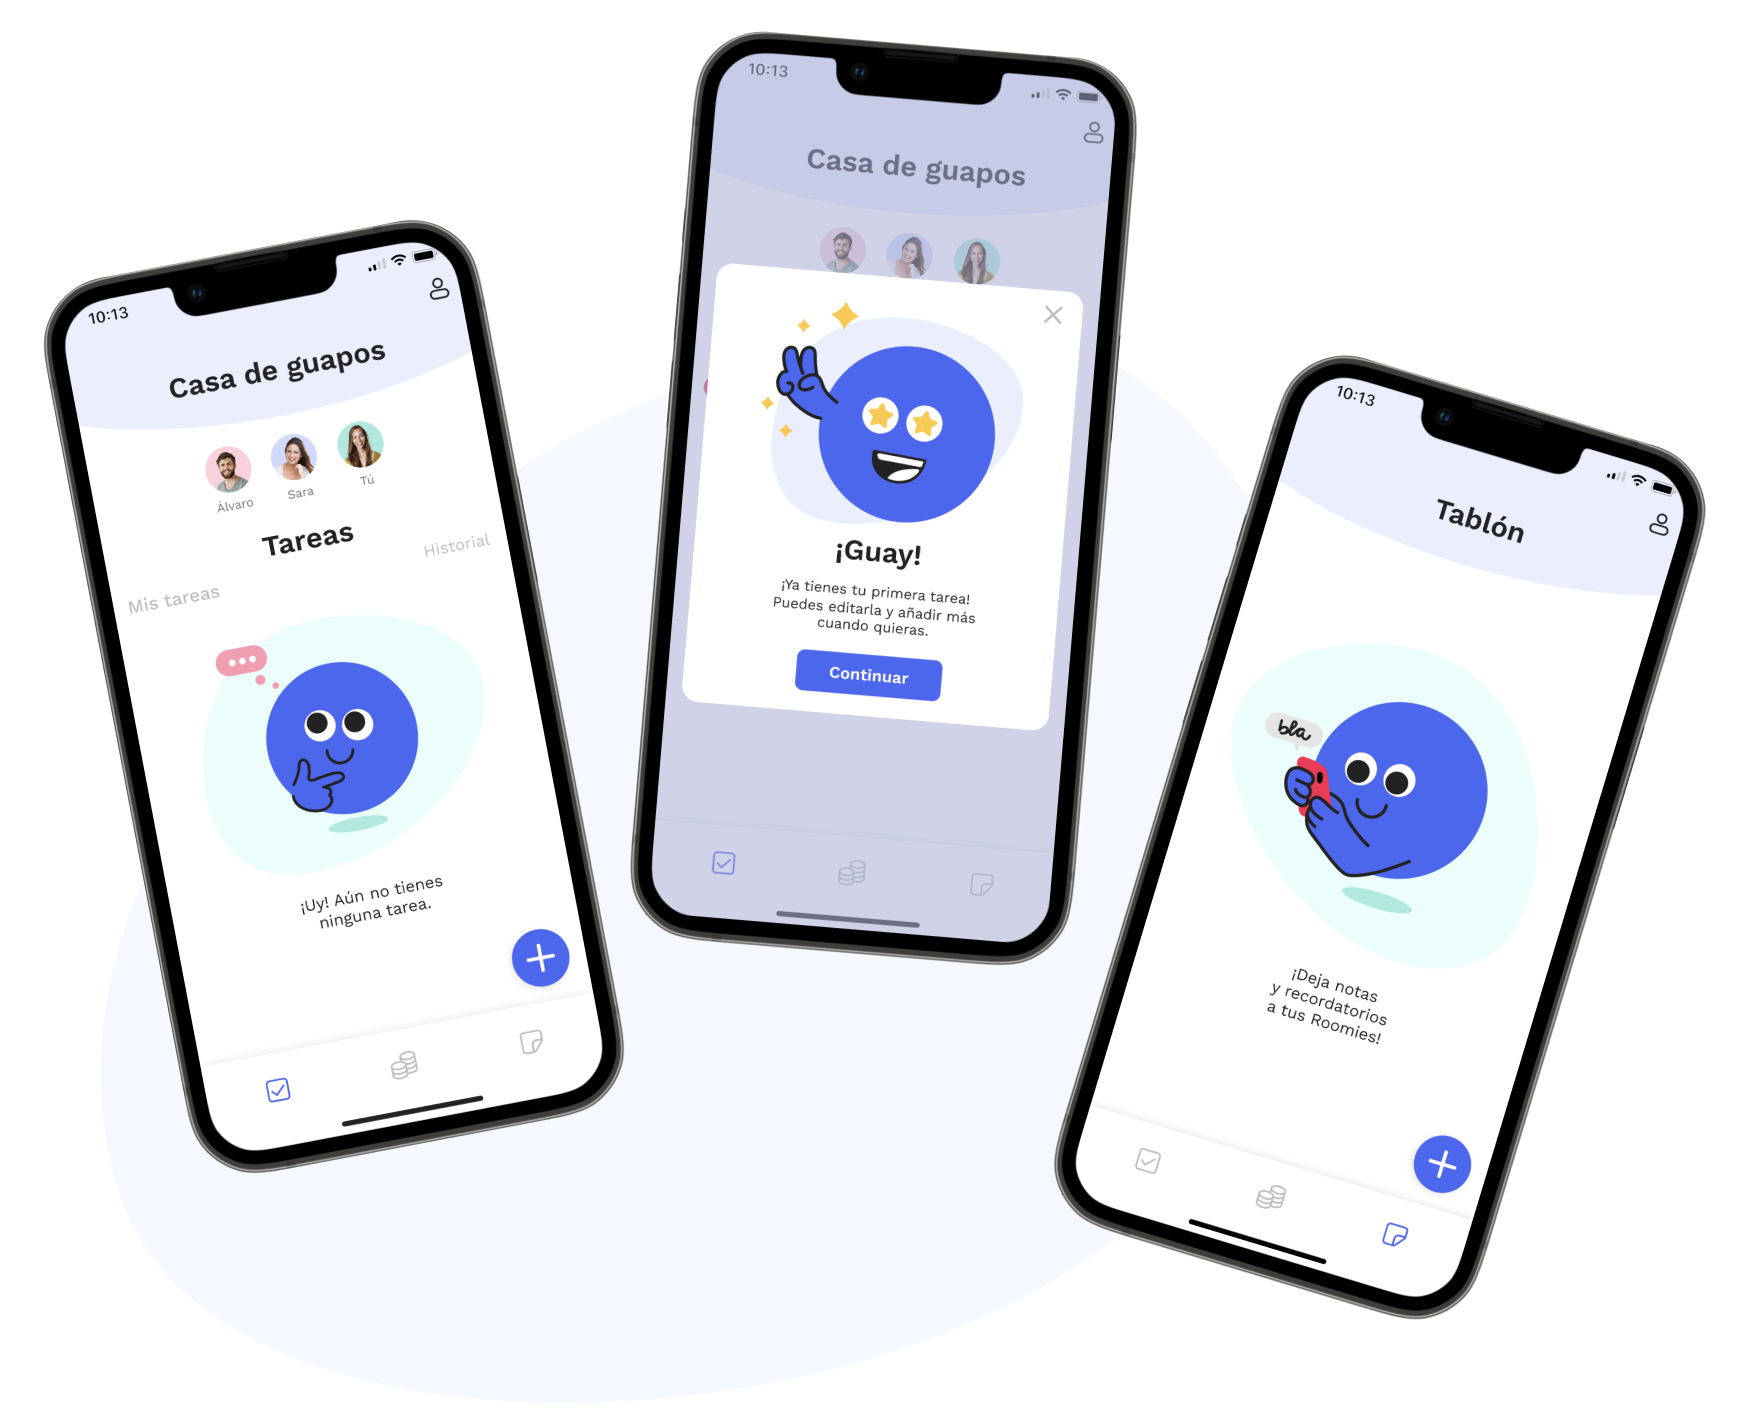 10:13
Casa de guapos
Álvaro
Sara
Tú
Tareas
Historial
Mis tareas
¡Uy! Aún no tienes
ninguna tarea.
10:13
Casa de guapos
¡Guay!
¡Ya tienes tu primera tarea!
Puedes editarla y añadir más
cuando quieras.
Continuar
10:13
Tablón
bla
¡Deja notas
y recordatorios
a tus Roomies!